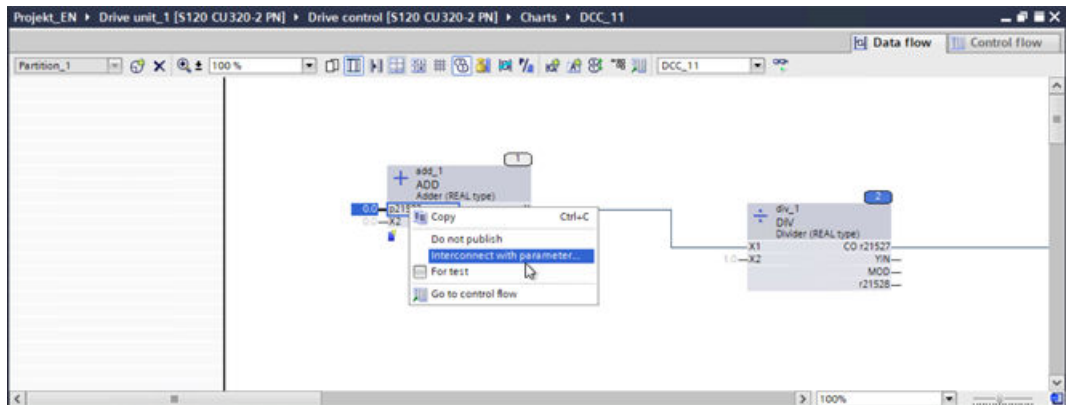 Projekt_EN ▸ Drive unit_1 [S120 CU320-2 PN] ▸ Drive control [S120 CU320-2 PN] ▸ Charts ▸ DCC_11
Data flow Control flow
Partition_1 100 % DCC_11
1
add_1
ADD
Adder (REAL type)
0.0
0.0 X2
Copy Ctrl+C
Do not publish
Interconnect with parameter...
For test
Go to control flow
2
div_1
DIV
Divider (REAL type)
X1 CO r21527
1.0 X2 YIN
MOD
r21528
100%